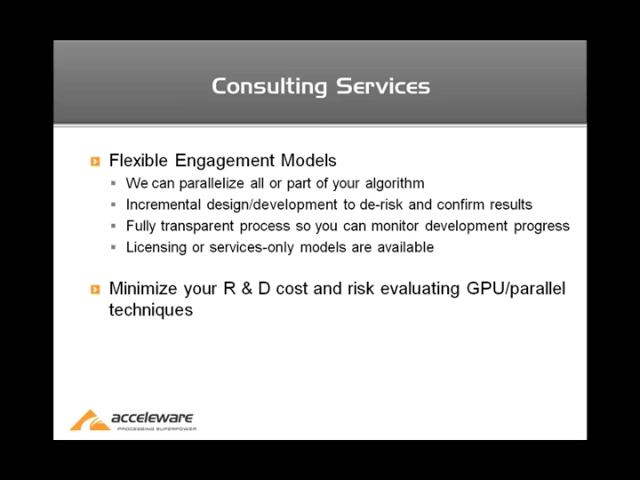 Consulting Services
Flexible Engagement Models
We can parallelize all or part of your algorithm
Incremental design/development to de-risk and confirm results
Fully transparent process so you can monitor development progress
Licensing or services-only models are available
Minimize your R & D cost and risk evaluating GPU/parallel
techniques
acceleware
PROCESSING SUPERPOWER